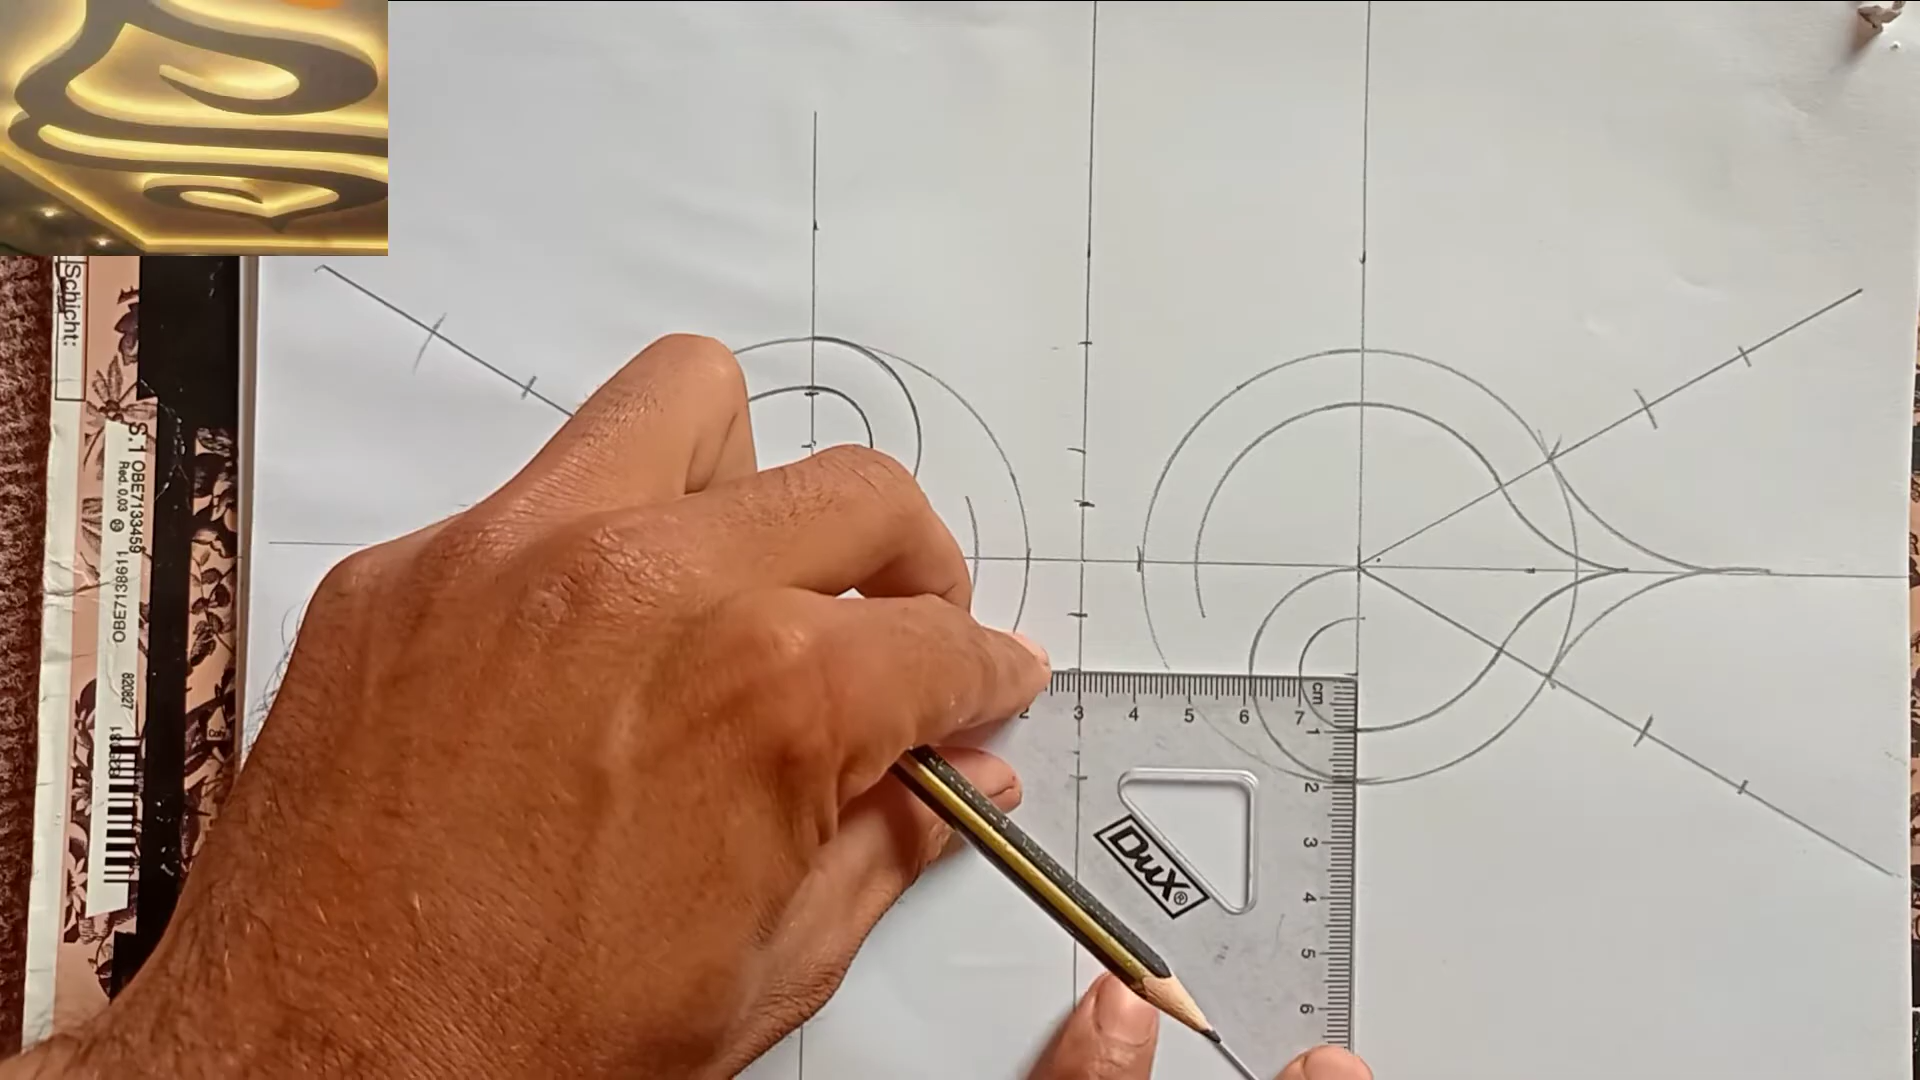 Schicht:
S.1 OBE7133459
Red. 0,03
OBE7138611
820827
cm
2 3 4 5 6 7
1
2
3
4
5
6
DUX®